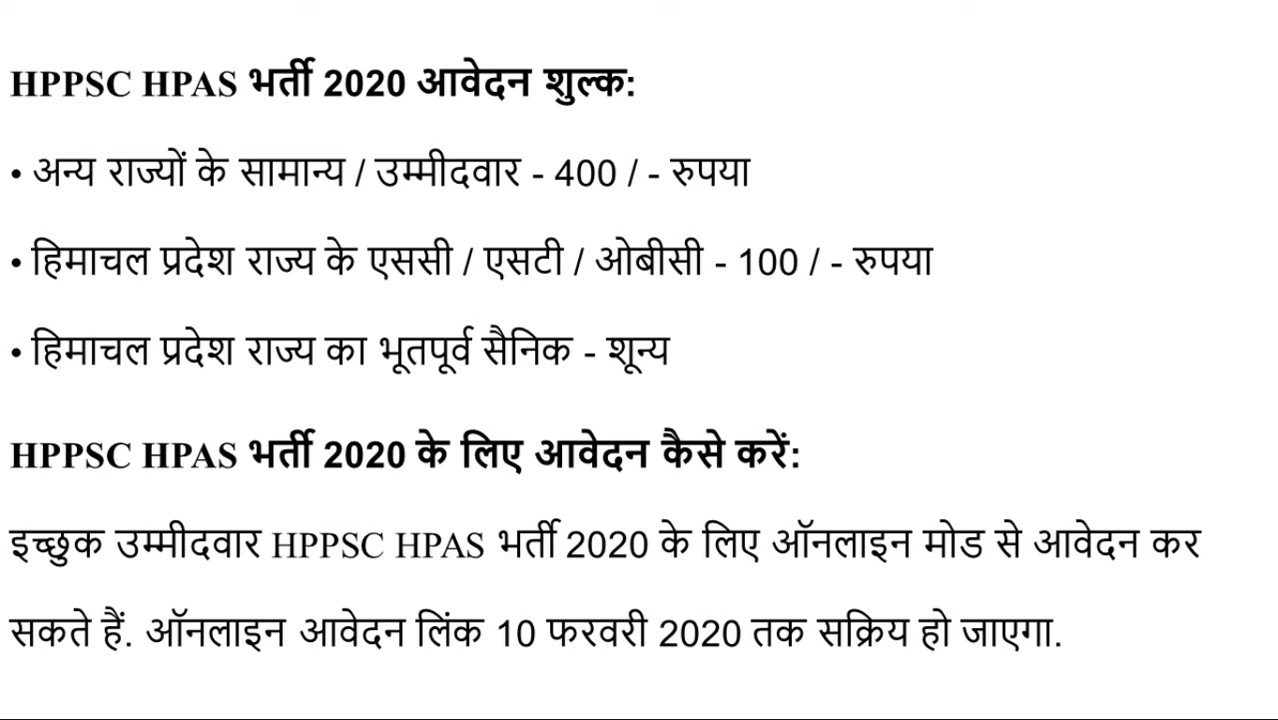 HPPSC HPAS भर्ती 2020 आवेदन शुल्क:
• अन्य राज्यों के सामान्य / उम्मीदवार - 400 / - रुपया
• हिमाचल प्रदेश राज्य के एससी / एसटी / ओबीसी - 100 / - रुपया
• हिमाचल प्रदेश राज्य का भूतपूर्व सैनिक - शून्य
HPPSC HPAS भर्ती 2020 के लिए आवेदन कैसे करें:
इच्छुक उम्मीदवार HPPSC HPAS भर्ती 2020 के लिए ऑनलाइन मोड से आवेदन कर
सकते हैं. ऑनलाइन आवेदन लिंक 10 फरवरी 2020 तक सक्रिय हो जाएगा.